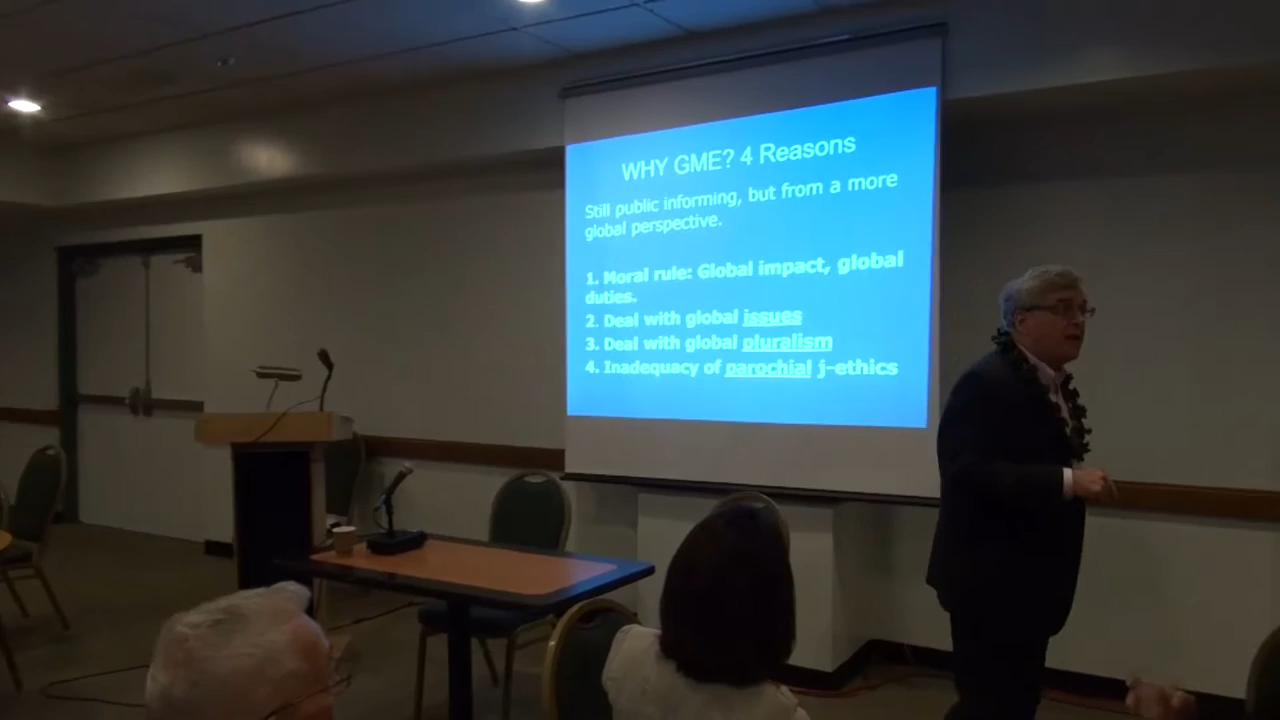 WHY GME? 4 Reasons
Still public informing, but from a more
global perspective.
1. Moral rule: Global impact, global
duties.
2. Deal with global issues
3. Deal with global pluralism
4. Inadequacy of parochial j-ethics